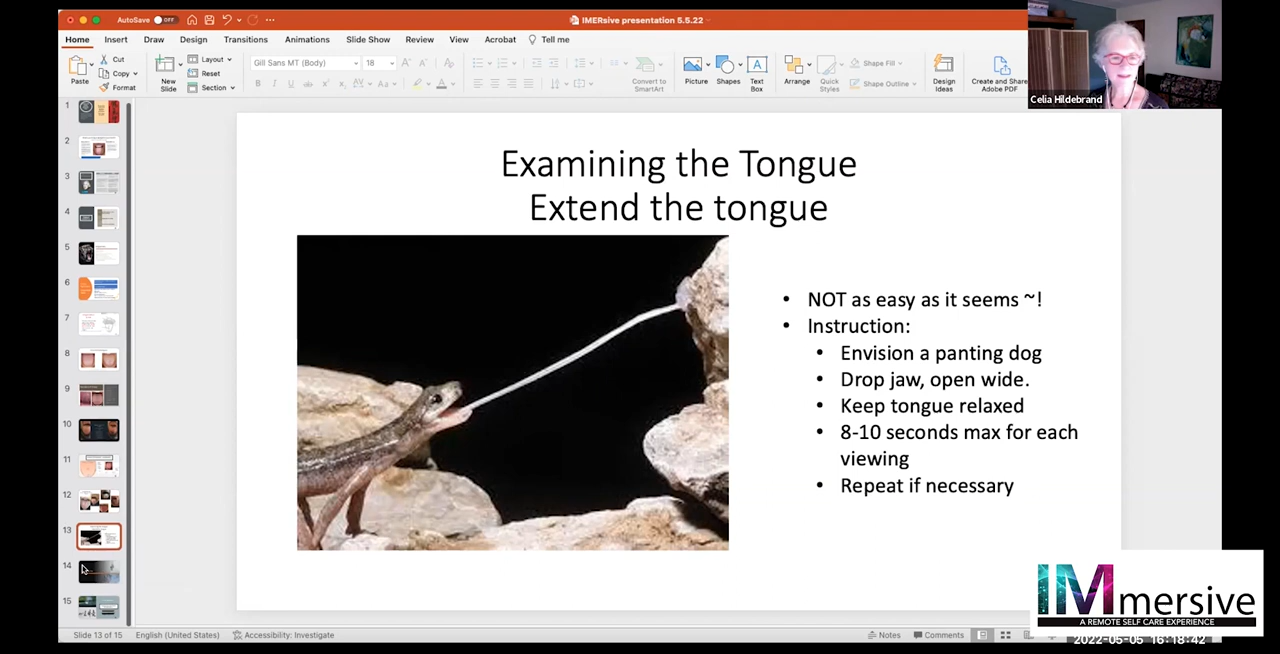 AutoSave OFF
IMERsive presentation 5.5.22
Home Insert Draw Design Transitions Animations Slide Show Review View Acrobat Tell me
Paste
Cut
Copy
Format
New Slide
Layout
Reset
Section
Gill Sans MT (Body) 18
Convert to SmartArt
Picture
Shapes
Text Box
Arrange
Quick Styles
Shape Fill
Shape Outline
Design Ideas
Create and Share Adobe PDF
Celia Hildebrand
1
2
3
4
5
6
7
8
9
10
11
12
13
14
15
Examining the Tongue
Extend the tongue
• NOT as easy as it seems ~!
• Instruction:
• Envision a panting dog
• Drop jaw, open wide.
• Keep tongue relaxed
• 8-10 seconds max for each
viewing
• Repeat if necessary
IMmersive
A REMOTE SELF CARE EXPERIENCE
2022-05-05 16:18:42
Slide 13 of 15 English (United States) Accessibility: Investigate Notes Comments